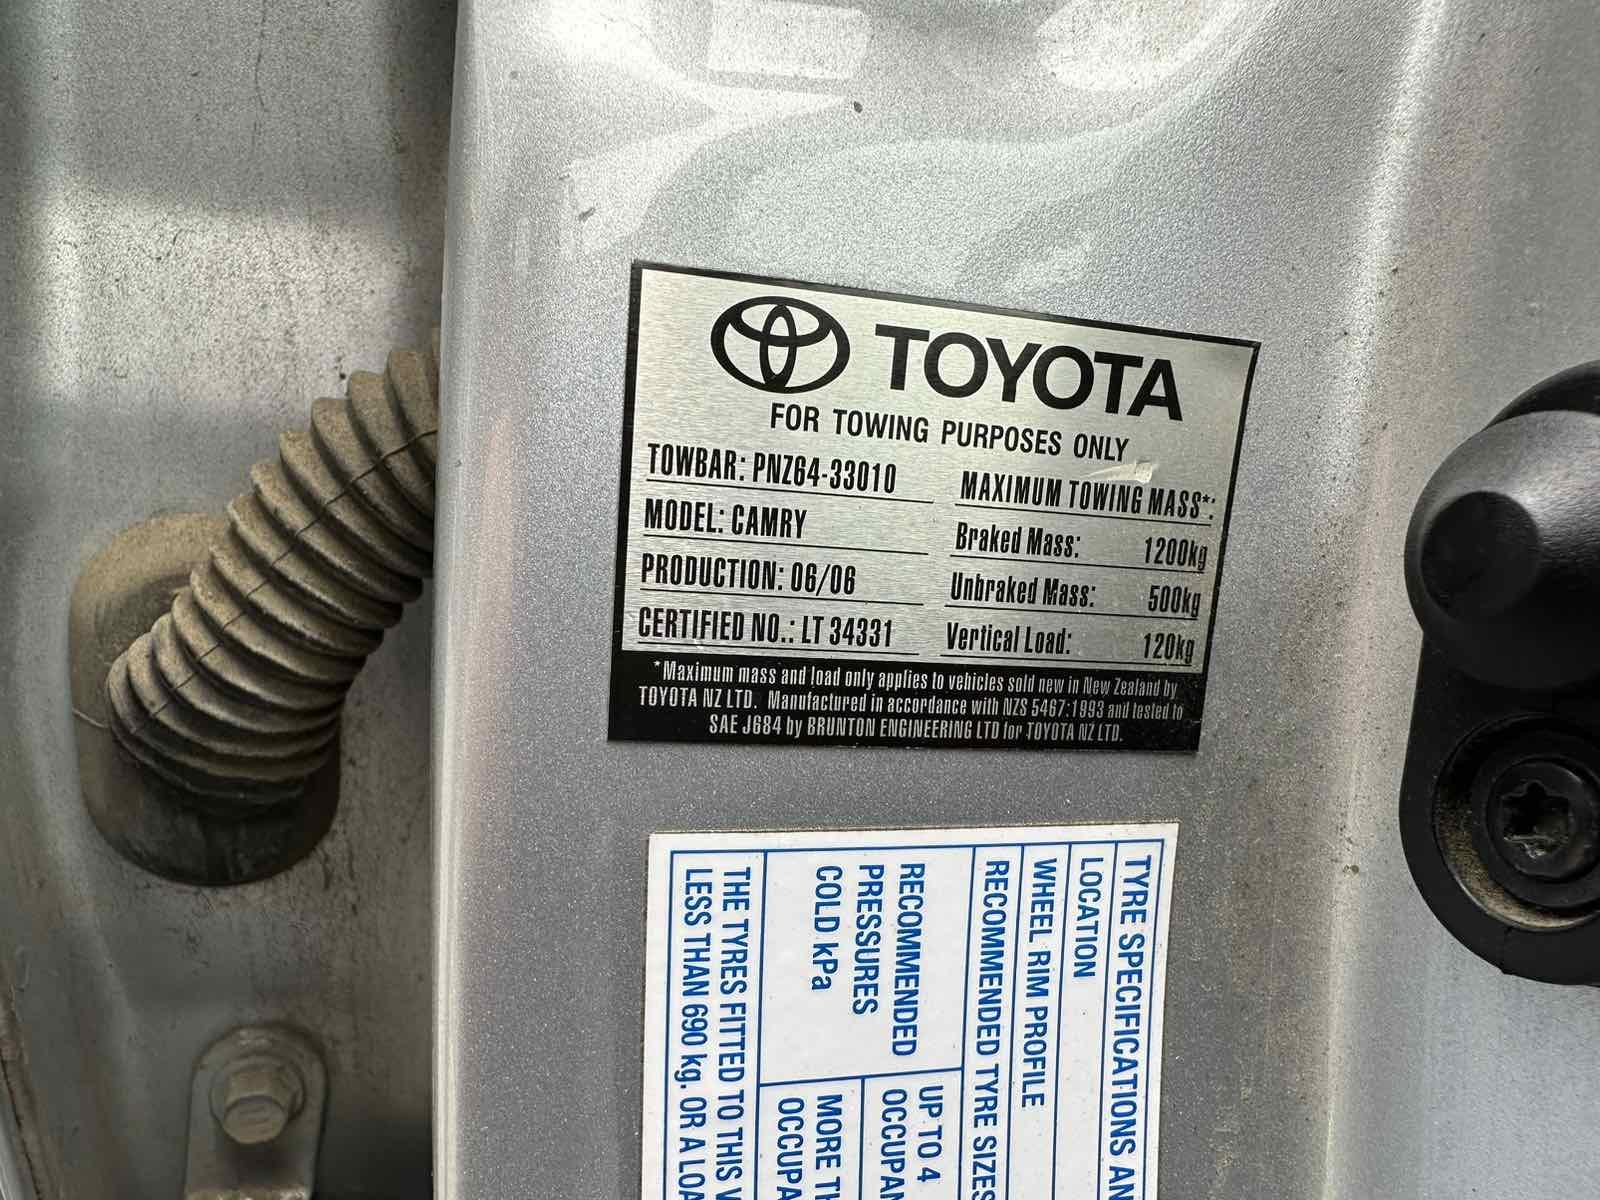 TOYOTA
FOR TOWING PURPOSES ONLY
TOWBAR: PNZ64-33010
MODEL: CAMRY
PRODUCTION: 06/06
CERTIFIED NO.: LT 34331
MAXIMUM TOWING MASS*:
Braked Mass: 1200kg
Unbraked Mass: 500kg
Vertical Load: 120kg
*Maximum mass and load only applies to vehicles sold new in New Zealand by
TOYOTA NZ LTD. Manufactured in accordance with NZS 5467:1993 and tested to
SAE J684 by BRUNTON ENGINEERING LTD for TOYOTA NZ LTD.
TYRE SPECIFICATIONS AN
LOCATION
WHEEL RIM PROFILE
RECOMMENDED TYRE SIZES
RECOMMENDED
PRESSURES
COLD kPa
UP TO 4
OCCUPAN
MORE TH
OCCUPA
THE TYRES FITTED TO THIS V
LESS THAN 690 kg. OR A LOA